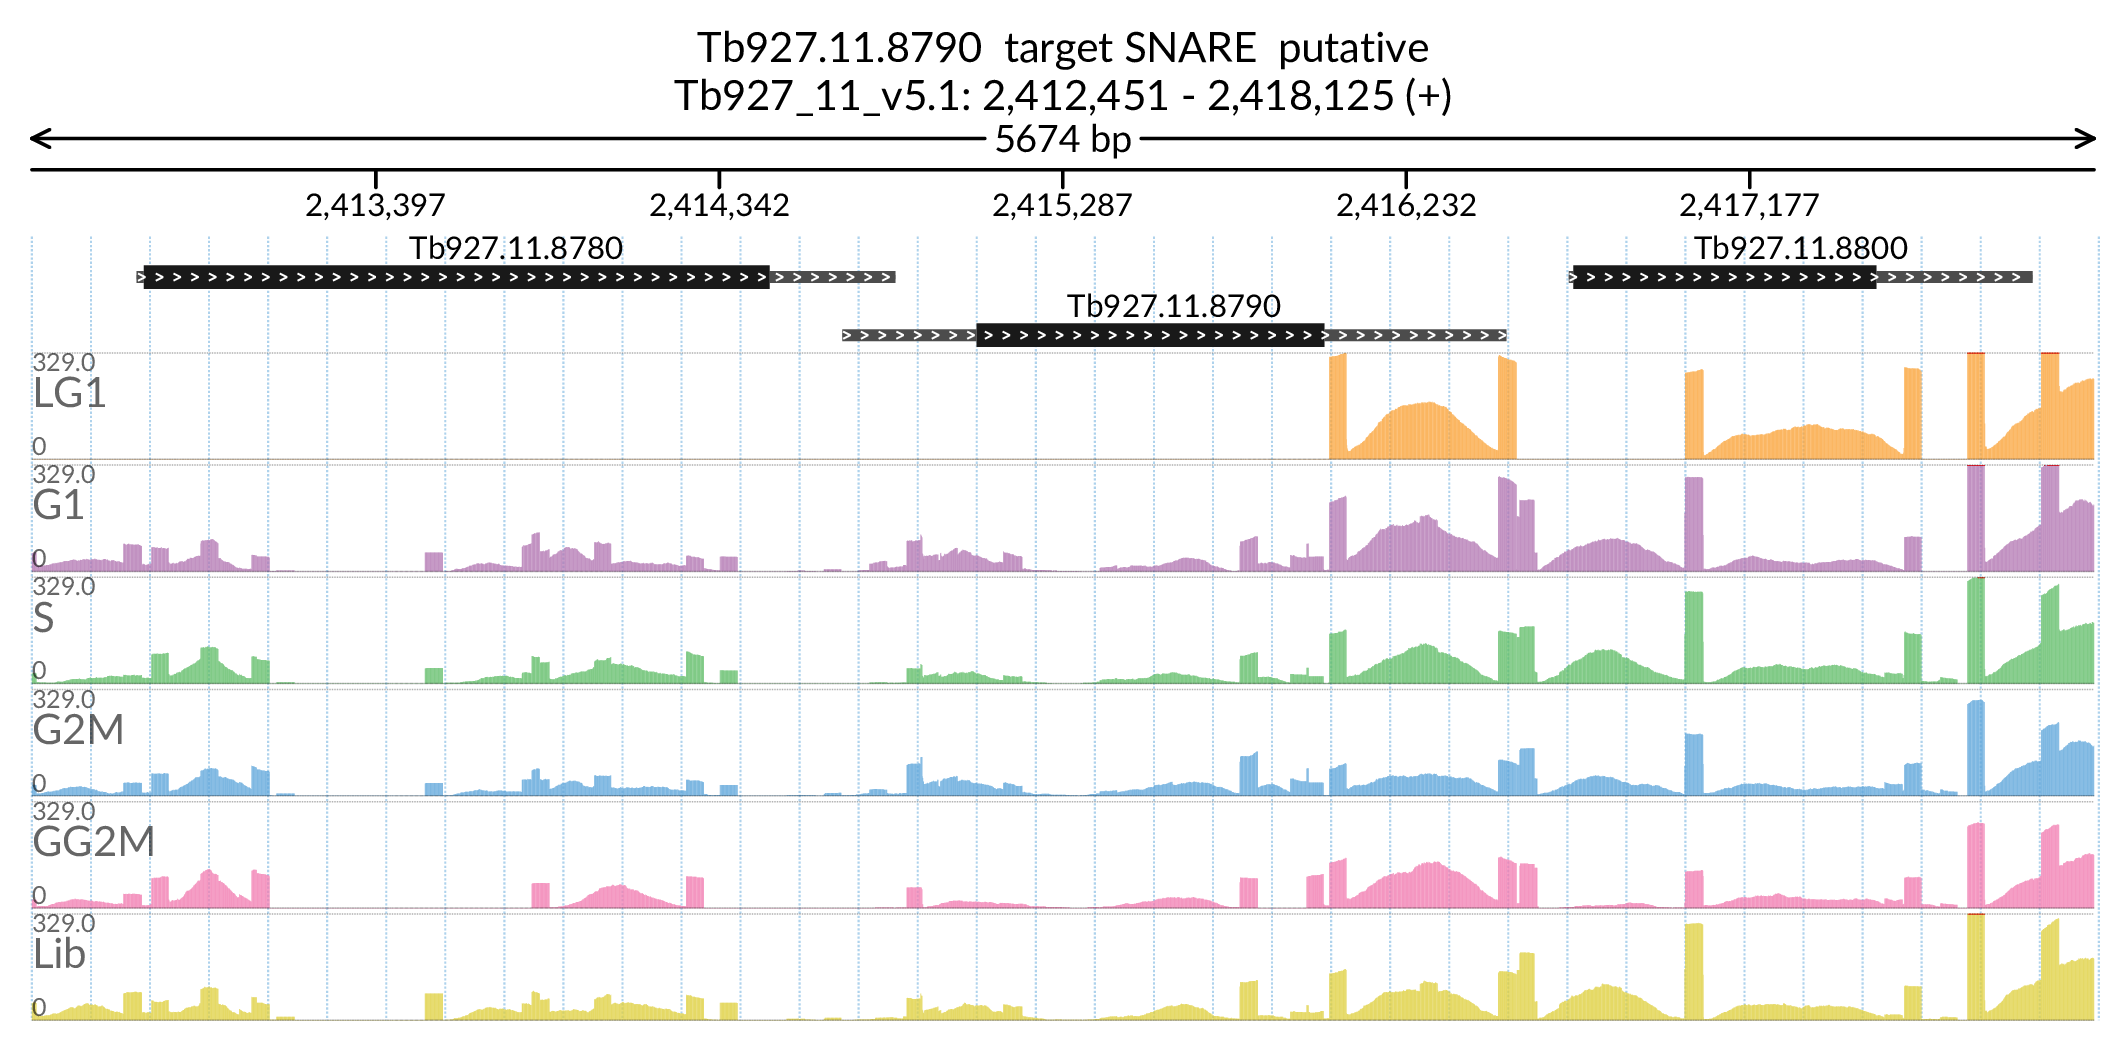 Tb927.11.8790 target SNARE putative
Tb927_11_v5.1: 2,412,451 - 2,418,125 (+)
5674 bp
2,413,397 2,414,342 2,415,287 2,416,232 2,417,177
Tb927.11.8780 Tb927.11.8800
Tb927.11.8790
329.0
LG1
0
329.0
G1
0
329.0
S
0
329.0
G2M
0
329.0
GG2M
0
329.0
Lib
0